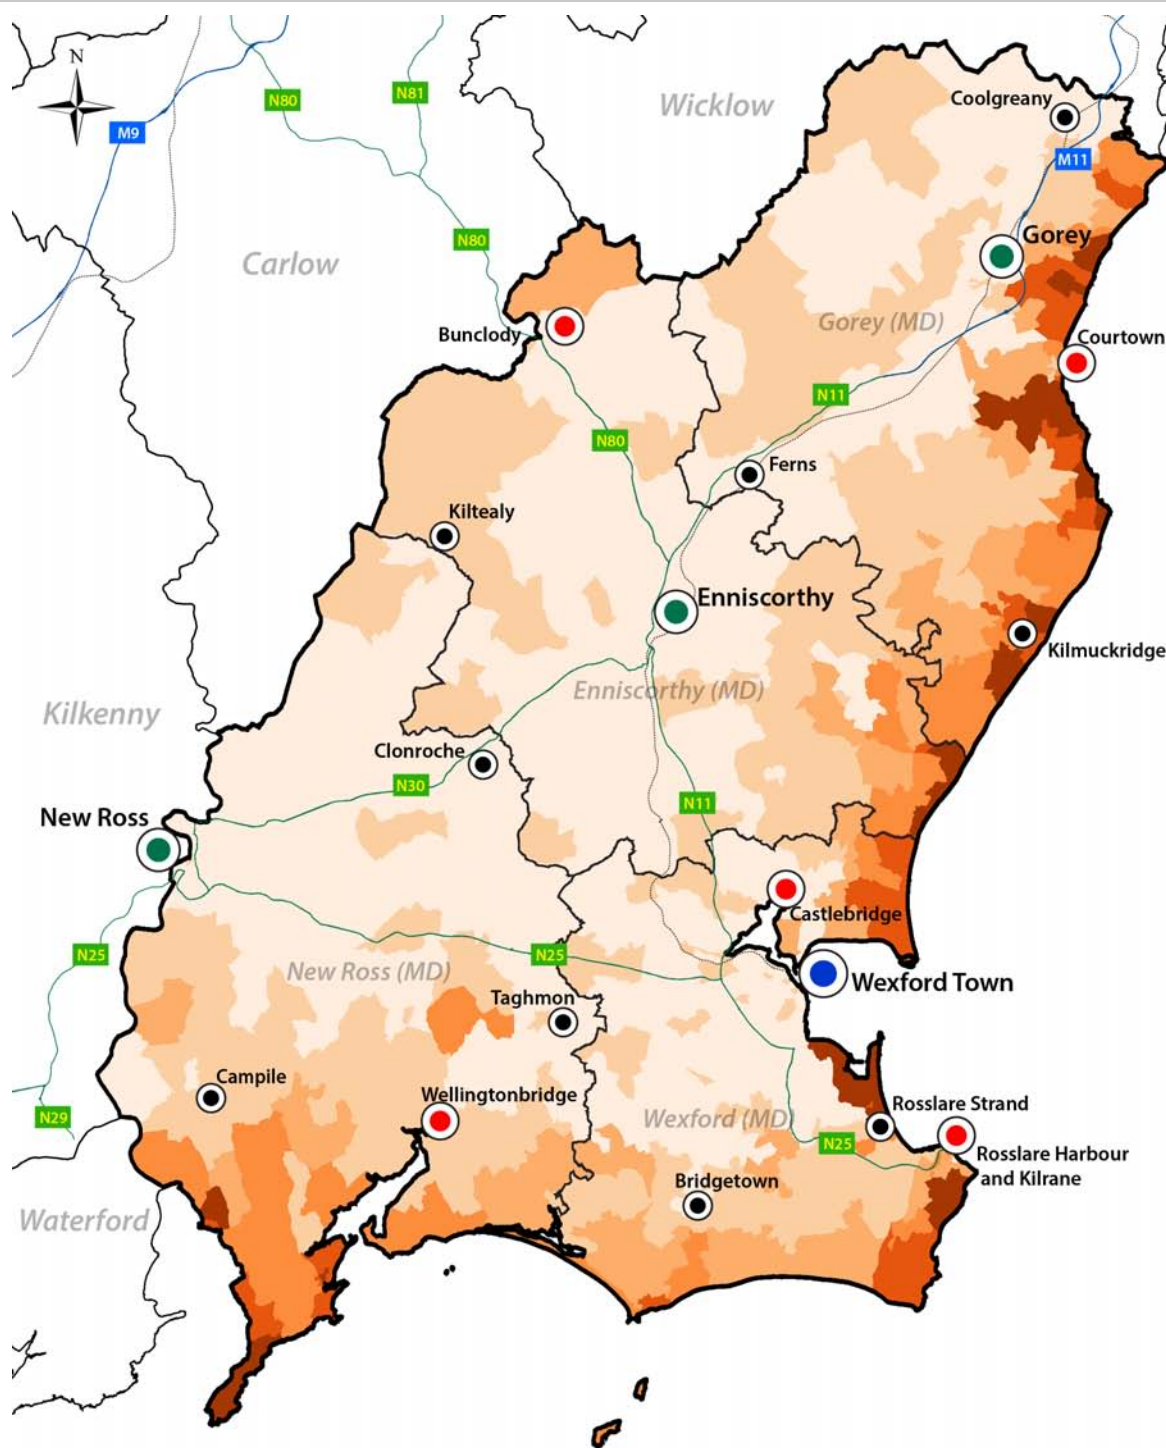 N
Wicklow
Coolgreany
N80
N81
M9
M11
Gorey
N80
Carlow
Gorey (MD)
Bunclody
Courtown
N11
N80
Ferns
Kiltealy
Enniscorthy
Kilmuckridge
Enniscorthy (MD)
Kilkenny
Clonroche
N30
N11
New Ross
Castlebridge
N25
N25
New Ross (MD)
Wexford Town
Taghmon
Campile
Wellingtonbridge
Rosslare Strand
N29
Wexford (MD)
N25
Rosslare Harbour
and Kilrane
Bridgetown
Waterford